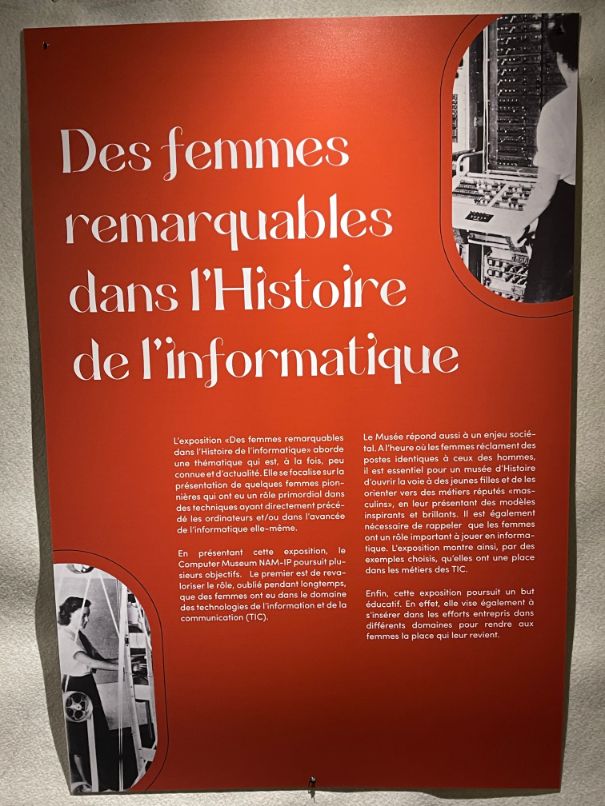 Des femmes
remarquables
dans l'Histoire
de l'informatique
L'exposition «Des femmes remarquables
dans l'Histoire de l'informatique» aborde
une thématique qui est, à la fois, peu
connue et d'actualité. Elle se focalise sur la
présentation de quelques femmes pion-
nières qui ont eu un rôle primordial dans
des techniques ayant directement précé-
dé les ordinateurs et/ou dans l'avancée
de l'informatique elle-même.
En présentant cette exposition, le
Computer Museum NAM-IP poursuit plu-
sieurs objectifs. Le premier est de reva-
loriser le rôle, oublié pendant longtemps,
que des femmes ont eu dans le domaine
des technologies de l'information et de la
communication (TIC).
Le Musée répond aussi à un enjeu socié-
tal. A l'heure où les femmes réclament des
postes identiques à ceux des hommes,
il est essentiel pour un musée d'Histoire
d'ouvrir la voie à des jeunes filles et de les
orienter vers des métiers réputés «mas-
culins», en leur présentant des modèles
inspirants et brillants. Il est également
nécessaire de rappeler que les femmes
ont un rôle important à jouer en informa-
tique. L'exposition montre ainsi, par des
exemples choisis, qu'elles ont une place
dans les métiers des TIC.
Enfin, cette exposition poursuit un but
éducatif. En effet, elle vise également à
s'insérer dans les efforts entrepris dans
différents domaines pour rendre aux
femmes la place qui leur revient.